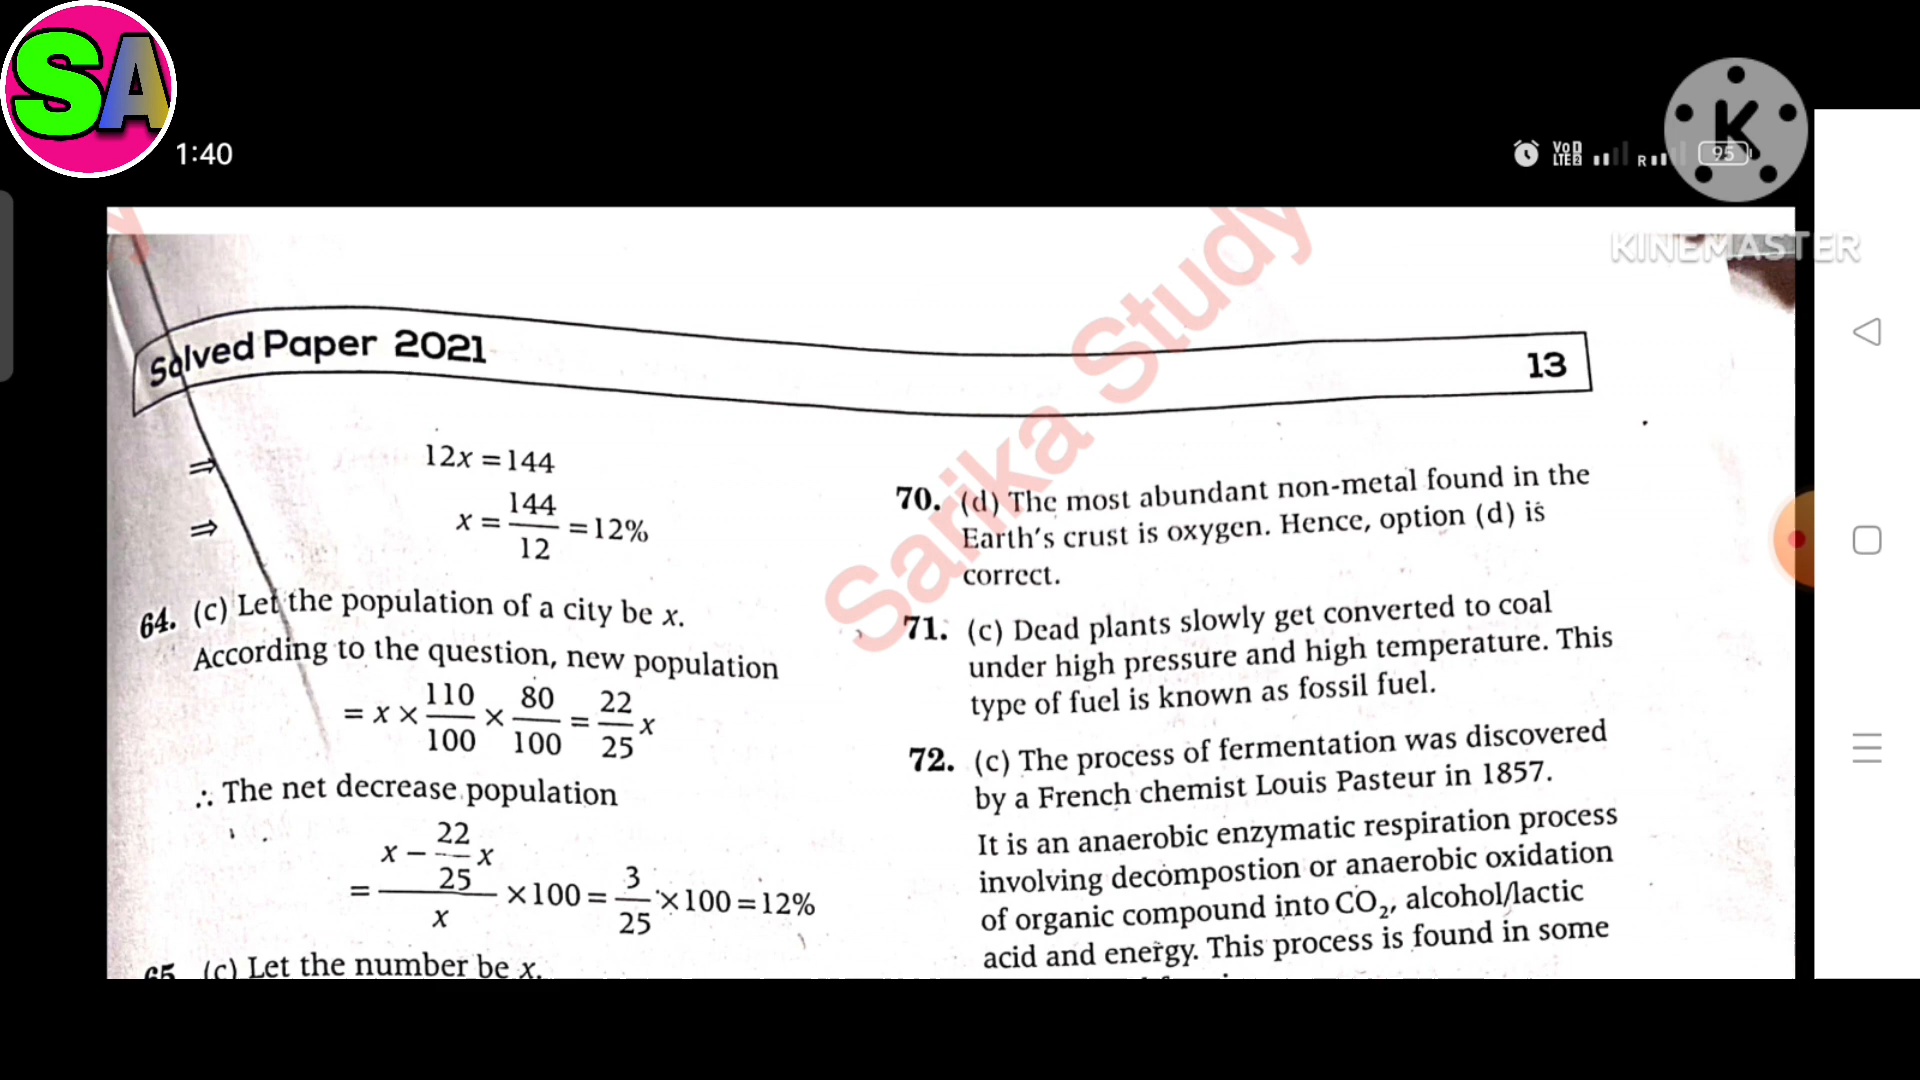 SA
1:40
VoD
LTE 2
R
95
K
KINEMASTER
Sarika Study
Solved Paper 2021
13
⇒ 12x = 144
⇒ x = 144/12 = 12%
64. (c) Let the population of a city be x.
According to the question, new population
= x × 110/100 × 80/100 = 22/25 x
∴ The net decrease population
= (x − 22/25 x)/x × 100 = 3/25 × 100 = 12%
65 (c) Let the number be x.
70. (d) The most abundant non-metal found in the
Earth's crust is oxygen. Hence, option (d) is
correct.
71. (c) Dead plants slowly get converted to coal
under high pressure and high temperature. This
type of fuel is known as fossil fuel.
72. (c) The process of fermentation was discovered
by a French chemist Louis Pasteur in 1857.
It is an anaerobic enzymatic respiration process
involving decompostion or anaerobic oxidation
of organic compound into CO₂, alcohol/lactic
acid and energy. This process is found in some